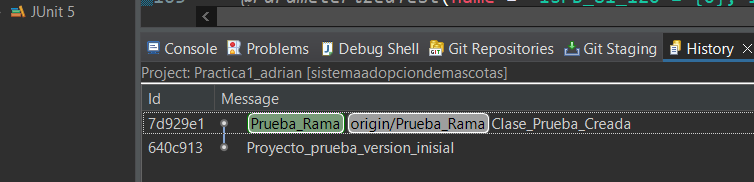 JUnit 5
Console Problems Debug Shell Git Repositories Git Staging History
Project: Practica1_adrian [sistemaadopciondemascotas]
Id Message
7d929e1 Prueba_Rama origin/Prueba_Rama Clase_Prueba_Creada
640c913 Proyecto_prueba_version_inisial